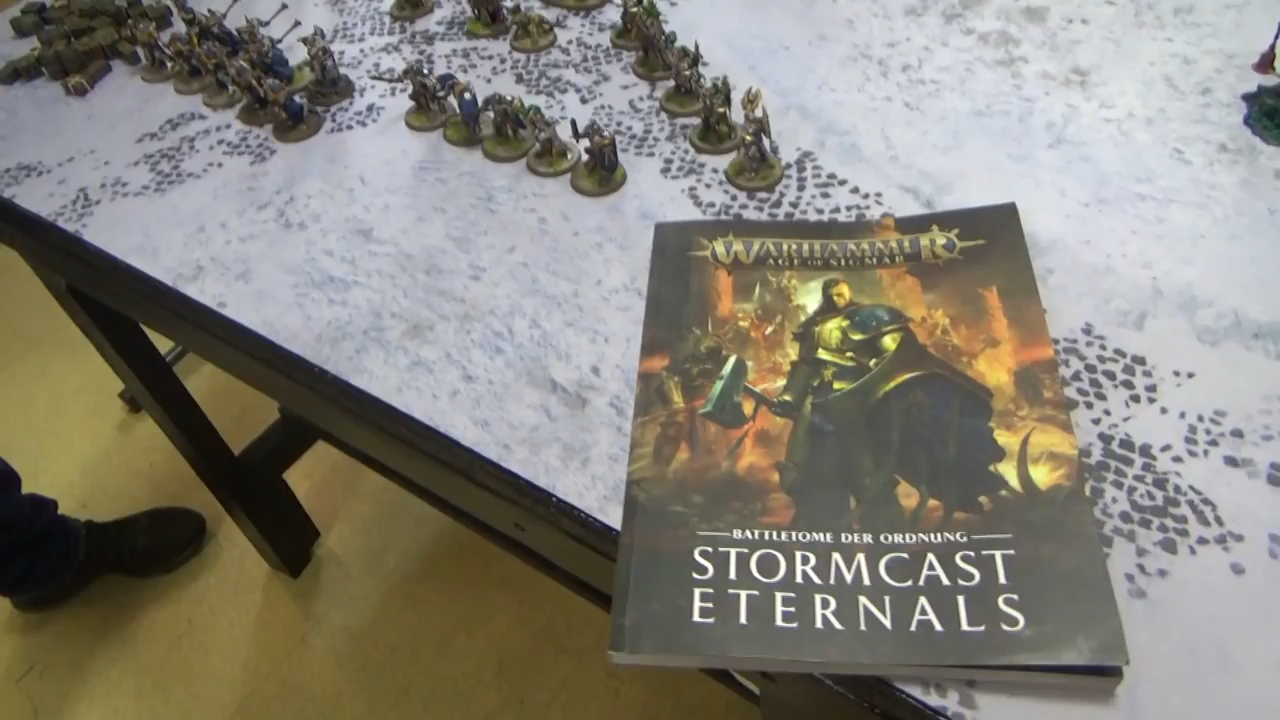 WARHAMMER
AGE OF SIGMAR
BATTLETOME DER ORDNUNG
STORMCAST
ETERNALS